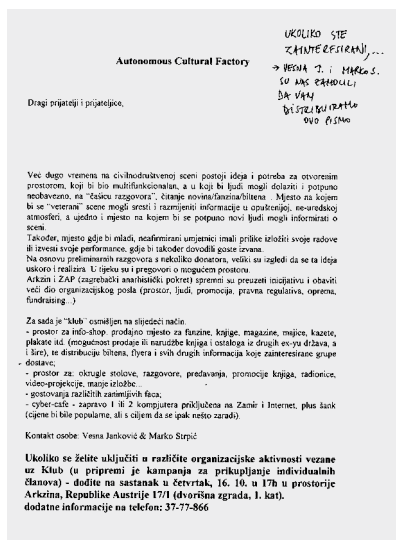 UKOLIKO STE
ZAINTERESIRANI,...
→ VESNA J. i MARKO S.
SU NAS ZAMOLILI
DA VAM
DISTRIBUIRAMO
OVO PISMO
Autonomous Cultural Factory
Dragi prijatelji i prijateljice,
Već dugo vremena na civilnodruštvenoj sceni postoji ideja i potreba za otvorenim
prostorom, koji bi bio multifunkcionalan, a u koji bi ljudi mogli dolaziti i potpuno
neobavezno, na "čašicu razgovora", čitanje novina/fanzina/biltena . Mjesto na kojem
bi se "veterani" scene mogli sresti i razmijeniti informacije u opuštenijoj, ne-uredskoj
atmosferi, a ujedno i mjesto na kojem bi se potpuno novi ljudi mogli informirati o
sceni.
Također, mjesto gdje bi mladi, neafirmirani umjetnici imali prilike izložiti svoje radove
ili izvesti svoje performance, gdje bi također dovodili goste izvana.
Na osnovu preliminarnih razgovora s nekoliko donatora, veliki su izgledi da se ta ideja
uskoro i realizira. U tijeku su i pregovori o mogućem prostoru.
Arkzin i ZAP (zagrebački anarhistički pokret) spremni su preuzeti inicijativu i obaviti
veći dio organizacijskog posla (prostor, ljudi, promocija, pravna regulativa, oprema,
fundraising...)
Za sada je "klub" osmišljen na slijedeći način.
- prostor za info-shop: prodajno mjesto za fanzine, knjige, magazine, majice, kazete,
plakate itd. (mogućnost prodaje ili narudžbe knjiga i ostaloga iz drugih ex-yu država, a
i šire), te distribuciju biltena, flyera i svih drugih informacija koje zainteresirane grupe
dostave;
- prostor za: okrugle stolove, razgovore, predavanja, promocije knjiga, radionice,
video-projekcije, manje izložbe...
- gostovanja različitih zanimljivih faca;
- cyber-cafe - zapravo 1 ili 2 kompjutera priključena na Zamir i Internet, plus šank
(cijene bi bile popularne, ali s ciljem da se ipak nešto zaradi).
Kontakt osobe: Vesna Janković & Marko Strpić
Ukoliko se želite uključiti u različite organizacijske aktivnosti vezane
uz Klub (u pripremi je kampanja za prikupljanje individualnih
članova) - dođite na sastanak u četvrtak, 16. 10. u 17h u prostorije
Arkzina, Republike Austrije 17/1 (dvorišna zgrada, 1. kat).
dodatne informacije na telefon: 37-77-866